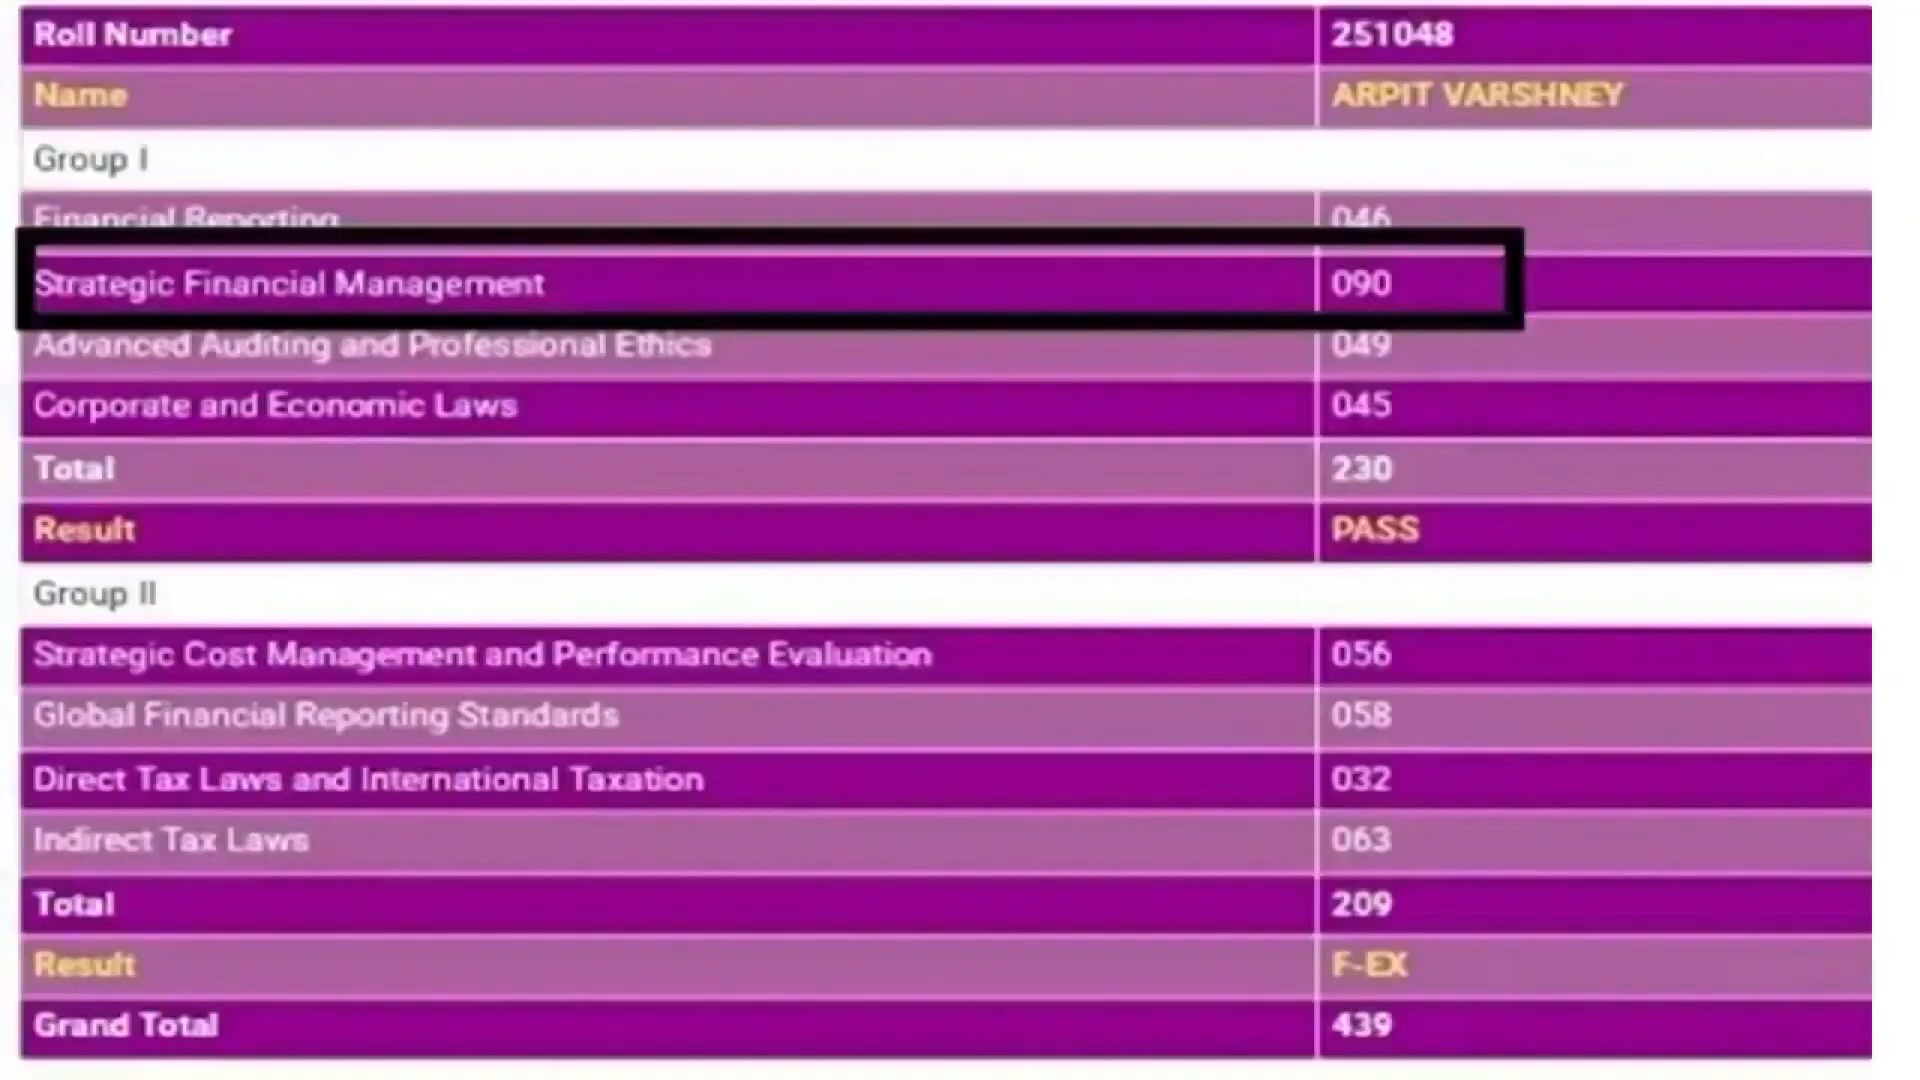 Roll Number 251048
Name ARPIT VARSHNEY
Group I
Financial Reporting 046
Strategic Financial Management 090
Advanced Auditing and Professional Ethics 049
Corporate and Economic Laws 045
Total 230
Result PASS
Group II
Strategic Cost Management and Performance Evaluation 056
Global Financial Reporting Standards 058
Direct Tax Laws and International Taxation 032
Indirect Tax Laws 063
Total 209
Result F-EX
Grand Total 439